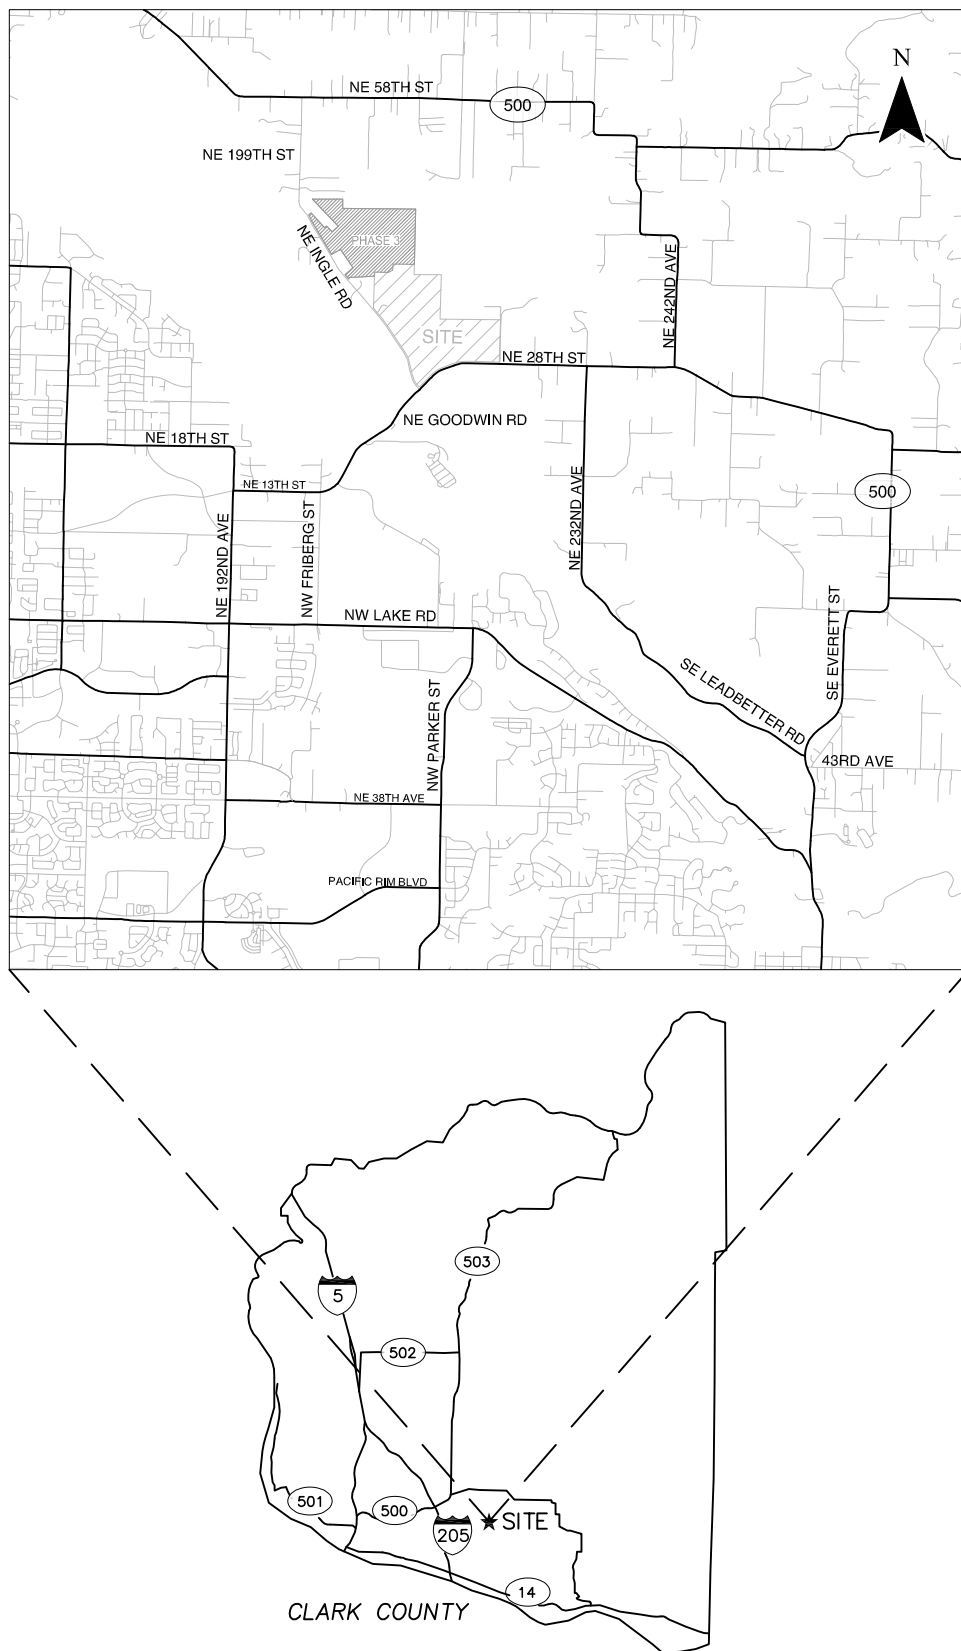 N
NE 58TH ST
500
NE 199TH ST
PHASE 3
NE INGLE RD
NE 242ND AVE
SITE
NE 28TH ST
NE GOODWIN RD
NE 18TH ST
NE 13TH ST
500
NE 232ND AVE
NE 192ND AVE
NW FRIBERG ST
NW LAKE RD
SE EVERETT ST
SE LEADBETTER RD
NW PARKER ST
43RD AVE
NE 38TH AVE
PACIFIC RIM BLVD
503
5
502
501
500
205
SITE
14
CLARK COUNTY